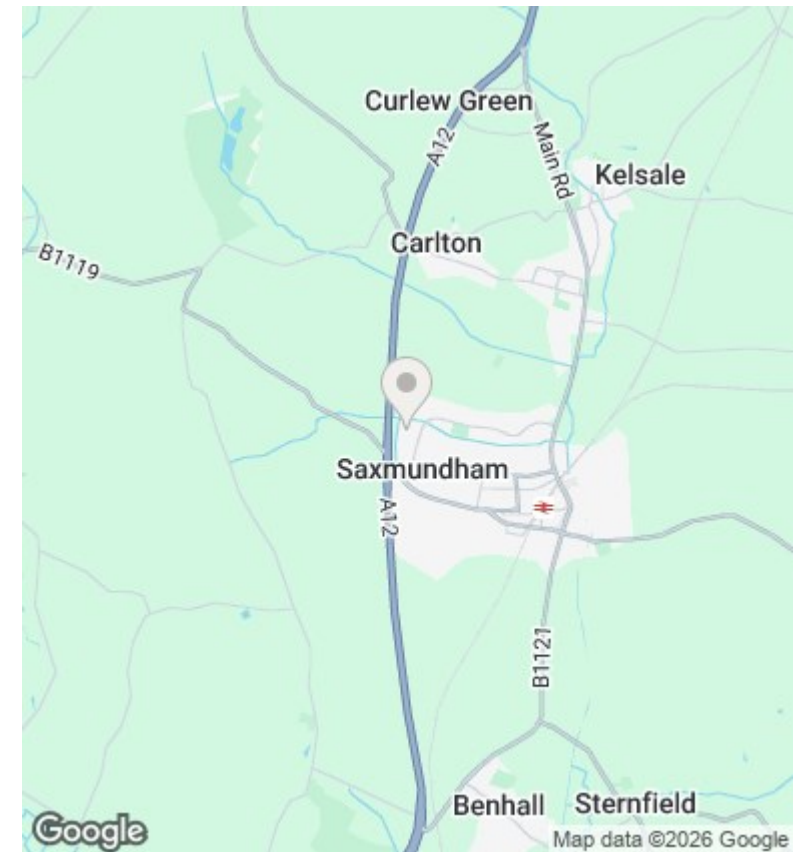 Curlew Green
A12
Main Rd
Kelsale
Carlton
B1119
Saxmundham
A12
B1121
Benhall
Sternfield
Google
Map data ©2026 Google